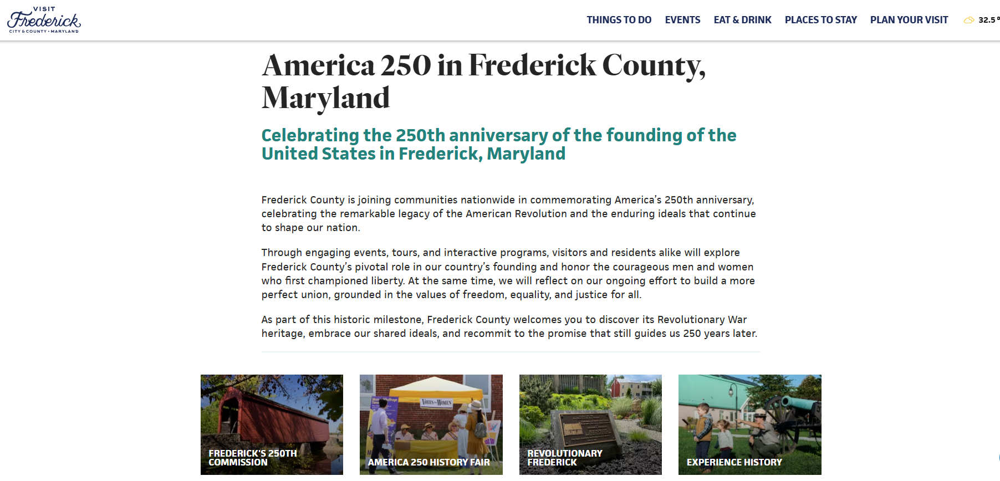 VISIT
Frederick
CITY & COUNTY • MARYLAND
THINGS TO DO
EVENTS
EAT & DRINK
PLACES TO STAY
PLAN YOUR VISIT
32.5°
America 250 in Frederick County,
Maryland
Celebrating the 250th anniversary of the founding of the
United States in Frederick, Maryland
Frederick County is joining communities nationwide in commemorating America’s 250th anniversary,
celebrating the remarkable legacy of the American Revolution and the enduring ideals that continue
to shape our nation.
Through engaging events, tours, and interactive programs, visitors and residents alike will explore
Frederick County’s pivotal role in our country’s founding and honor the courageous men and women
who first championed liberty. At the same time, we will reflect on our ongoing effort to build a more
perfect union, grounded in the values of freedom, equality, and justice for all.
As part of this historic milestone, Frederick County welcomes you to discover its Revolutionary War
heritage, embrace our shared ideals, and recommit to the promise that still guides us 250 years later.
FREDERICK'S 250TH
COMMISSION
VOTES for WOMEN
AMERICA 250 HISTORY FAIR
REVOLUTIONARY
FREDERICK
EXPERIENCE HISTORY